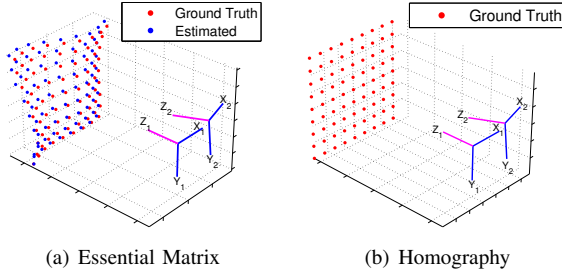 Ground Truth
Estimated
X₂
Z₂
Z₁
X₁
Y₂
Y₁
(a) Essential Matrix
Ground Truth
X₂
Z₂
Z₁
X₁
Y₂
Y₁
(b) Homography